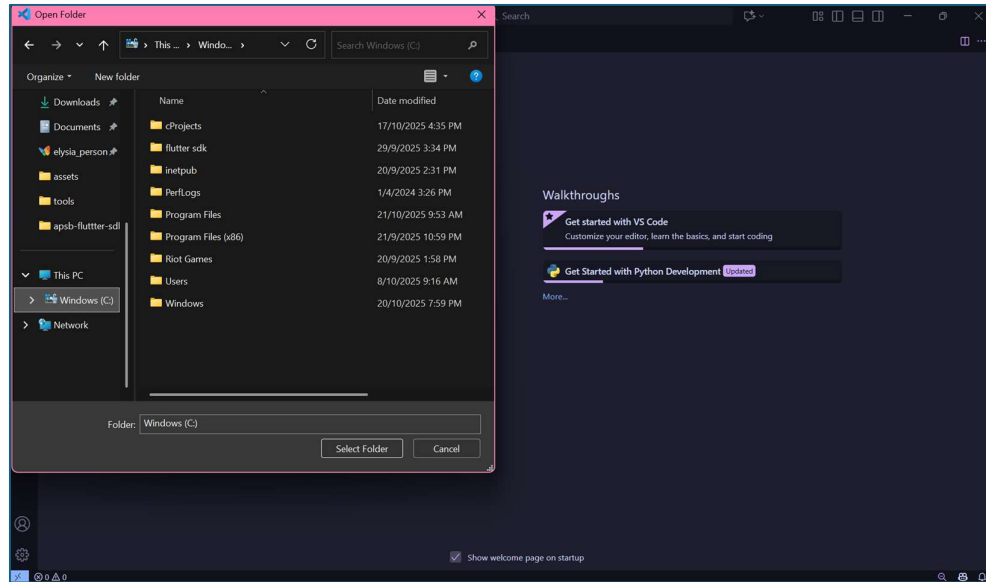 Open Folder
Search
This ... › Windo... ›
Search Windows (C:)
Organize
New folder
Name
Date modified
Downloads
Documents
elysia_person
assets
tools
apsb-fluttter-sdl
This PC
Windows (C:)
Network
cProjects 17/10/2025 4:35 PM
flutter sdk 29/9/2025 3:34 PM
inetpub 20/9/2025 2:31 PM
PerfLogs 1/4/2024 3:26 PM
Program Files 21/10/2025 9:53 AM
Program Files (x86) 21/9/2025 10:59 PM
Riot Games 20/9/2025 1:58 PM
Users 8/10/2025 9:16 AM
Windows 20/10/2025 7:59 PM
Folder: Windows (C:)
Select Folder
Cancel
Walkthroughs
Get started with VS Code
Customize your editor, learn the basics, and start coding
Get Started with Python Development Updated
More...
Show welcome page on startup
0 0